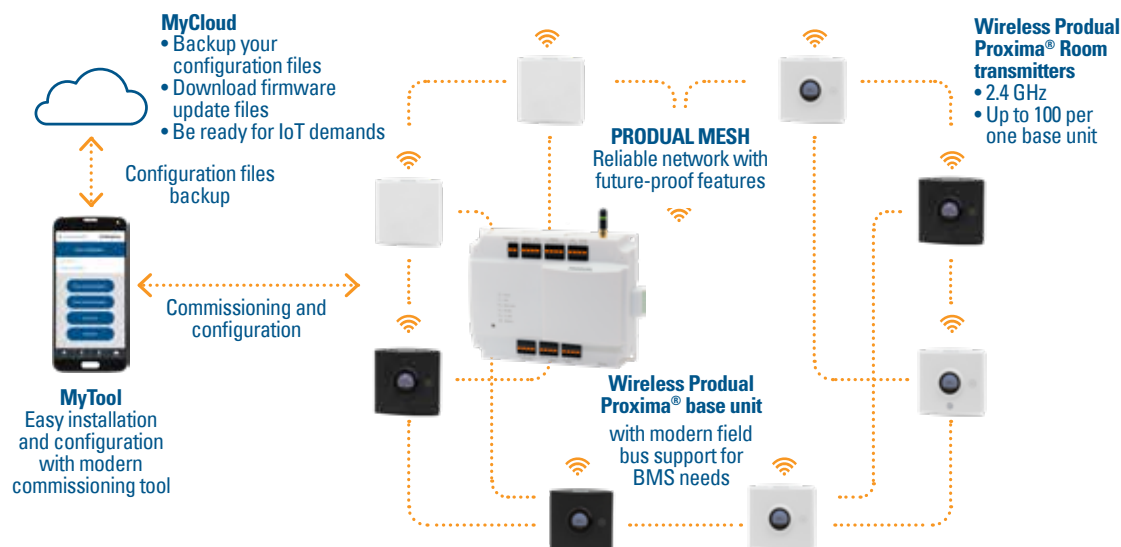 MyCloud
• Backup your
configuration files
• Download firmware
update files
• Be ready for IoT demands
Configuration files
backup
Commissioning and
configuration
MyTool
Easy installation
and configuration
with modern
commissioning tool
PRODUAL MESH
Reliable network with
future-proof features
Wireless Produal
Proxima® base unit
with modern field
bus support for
BMS needs
Wireless Produal
Proxima® Room
transmitters
• 2.4 GHz
• Up to 100 per
one base unit